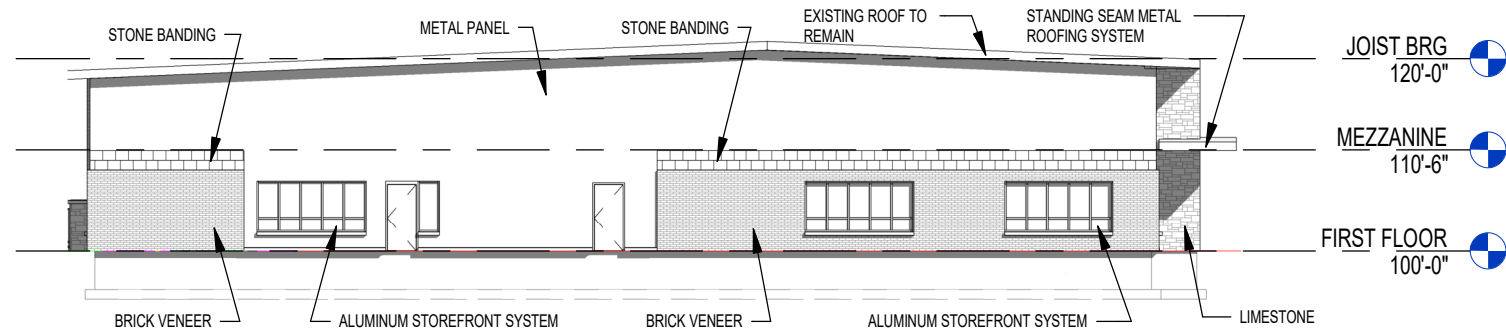 STONE BANDING
METAL PANEL
STONE BANDING
EXISTING ROOF TO
REMAIN
STANDING SEAM METAL
ROOFING SYSTEM
JOIST BRG
120'-0"
MEZZANINE
110'-6"
FIRST FLOOR
100'-0"
BRICK VENEER
ALUMINUM STOREFRONT SYSTEM
BRICK VENEER
ALUMINUM STOREFRONT SYSTEM
LIMESTONE